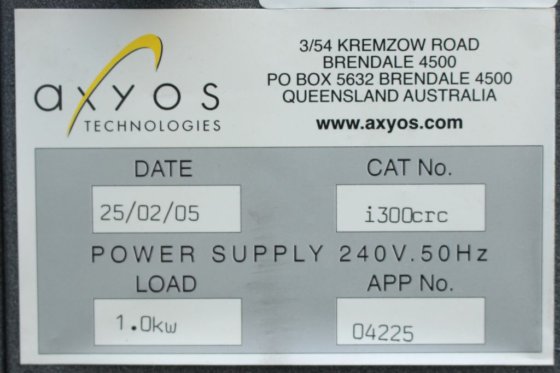 axyos
TECHNOLOGIES
3/54 KREMZOW ROAD
BRENDALE 4500
PO BOX 5632 BRENDALE 4500
QUEENSLAND AUSTRALIA
www.axyos.com
DATE
25/02/05
CAT No.
i300crc
POWER SUPPLY 240V.50Hz
LOAD
1.0kw
APP No.
04225